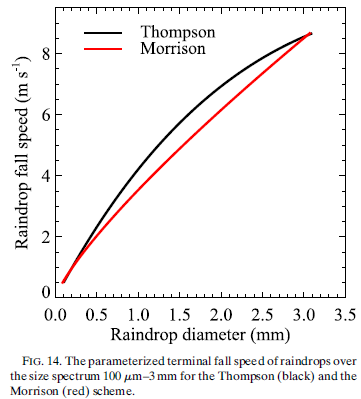 Thompson
Morrison
8
6
4
2
0
Raindrop fall speed (m s⁻¹)
0.0 0.5 1.0 1.5 2.0 2.5 3.0 3.5
Raindrop diameter (mm)
FIG. 14. The parameterized terminal fall speed of raindrops over
the size spectrum 100 μm–3 mm for the Thompson (black) and the
Morrison (red) scheme.